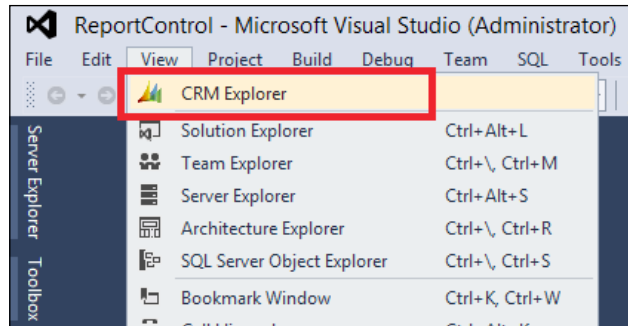 ReportControl - Microsoft Visual Studio (Administrator)
File Edit View Project Build Debug Team SQL Tools
CRM Explorer
Solution Explorer Ctrl+Alt+L
Team Explorer Ctrl+\, Ctrl+M
Server Explorer Ctrl+Alt+S
Architecture Explorer Ctrl+\, Ctrl+R
SQL Server Object Explorer Ctrl+\, Ctrl+S
Bookmark Window Ctrl+K, Ctrl+W
Server Explorer
Toolbox